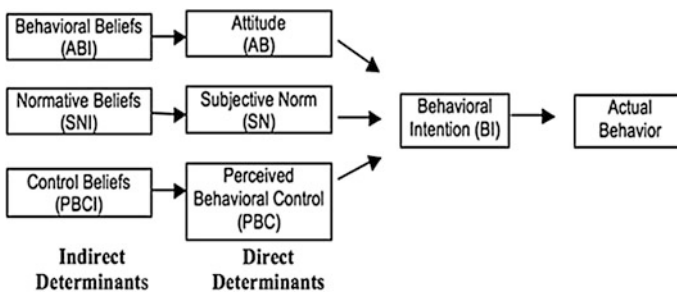 Behavioral Beliefs
(ABI)
Attitude
(AB)
Normative Beliefs
(SNI)
Subjective Norm
(SN)
Behavioral
Intention (BI)
Actual
Behavior
Control Beliefs
(PBCI)
Perceived
Behavioral Control
(PBC)
Indirect
Determinants
Direct
Determinants